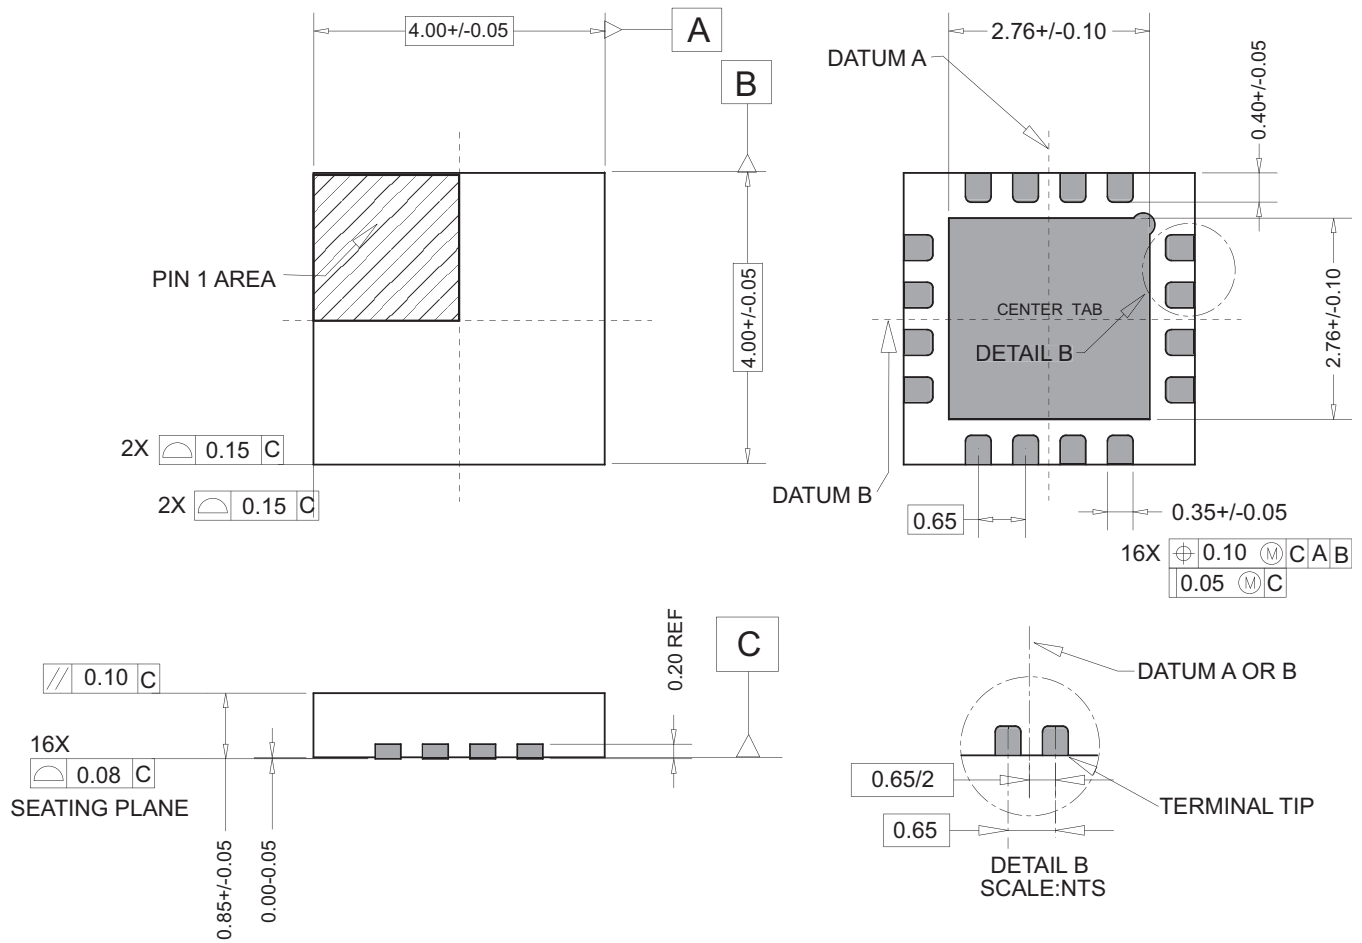 4.00+/-0.05
A
B
4.00+/-0.05
PIN 1 AREA
2X 0.15 C
2X 0.15 C
DATUM A
2.76+/-0.10
0.40+/-0.05
CENTER TAB
DETAIL B
2.76+/-0.10
DATUM B
0.65
0.35+/-0.05
16X ⌖ 0.10 Ⓜ C A B
0.05 Ⓜ C
// 0.10 C
16X
0.08 C
SEATING PLANE
0.85+/-0.05
0.00-0.05
0.20 REF
C
DATUM A OR B
0.65/2
0.65
TERMINAL TIP
DETAIL B
SCALE:NTS